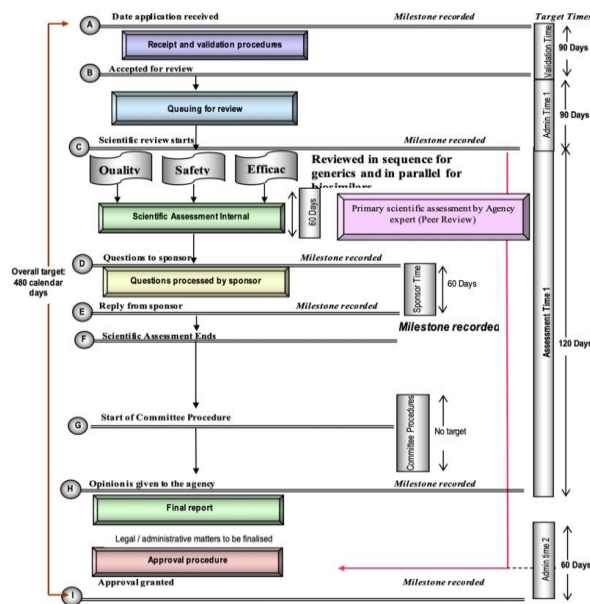 A Date application received Milestone recorded Target Times
Receipt and validation procedures
Validation Time
90 Days
B Accepted for review
Queuing for review
Admin Time 1
90 Days
C Scientific review starts Milestone recorded
Quality Safety Efficac
Reviewed in sequence for
generics and in parallel for
biosimilars
Scientific Assessment Internal
60 Days
Primary scientific assessment by Agency
expert (Peer Review)
D Questions to sponsor Milestone recorded
Questions processed by sponsor
Sponsor Time
60 Days
Overall target:
480 calendar
days
E Reply from sponsor Milestone recorded
Milestone recorded
F Scientific Assessment Ends
Assessment Time 1
120 Days
G Start of Committee Procedure
Committee Procedures
No target
H Opinion is given to the agency Milestone recorded
Final report
Legal / administrative matters to be finalised
Approval procedure
Admin time 2
60 Days
Approval granted Milestone recorded
I